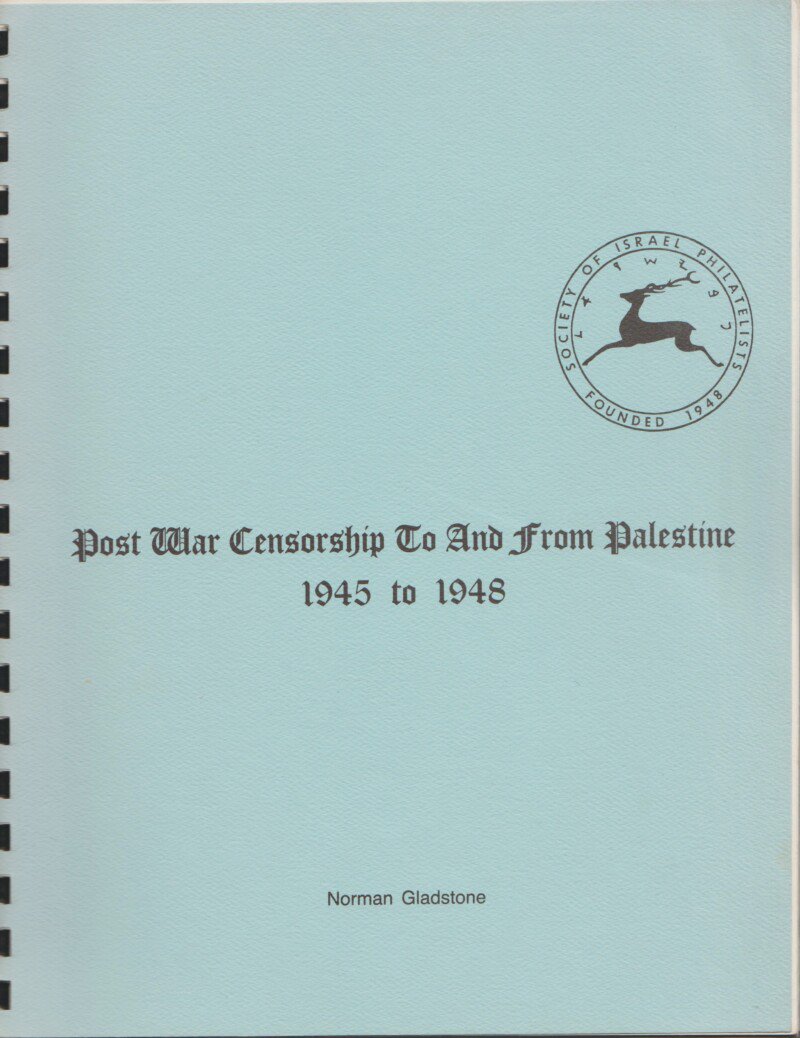 SOCIETY OF ISRAEL PHILATELISTS
FOUNDED 1948
Post War Censorship To And From Palestine
1945 to 1948
Norman Gladstone